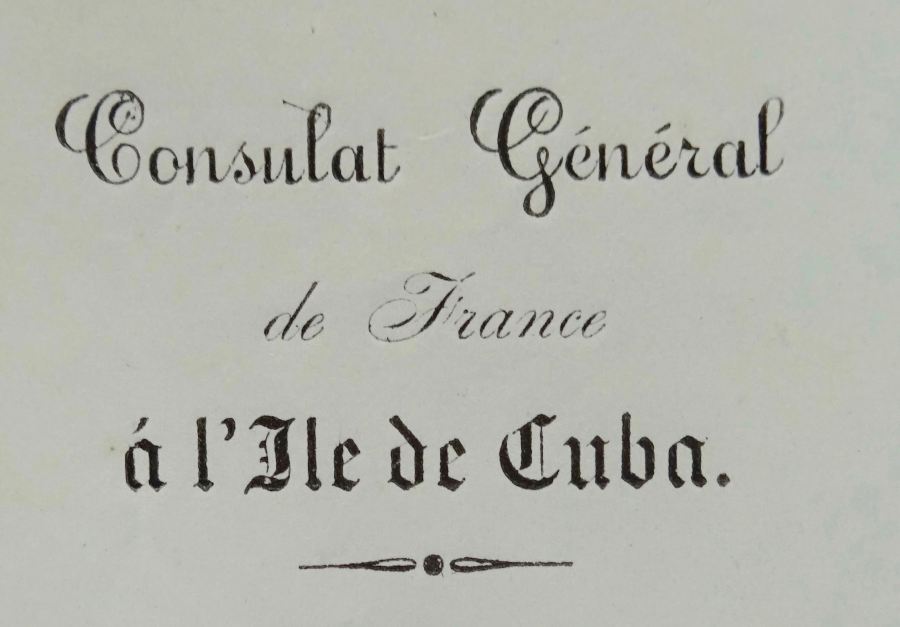 Consulat Général
de France
á l'Ile de Cuba.